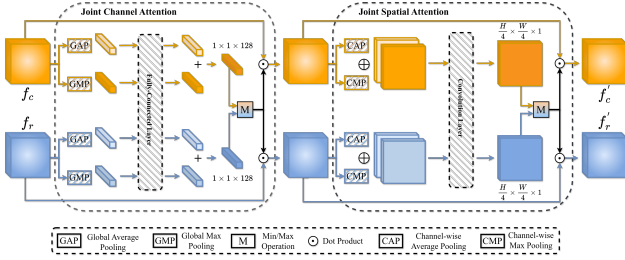 Joint Channel Attention
Joint Spatial Attention
GAP
GMP
Fully-Connected Layer
+
1 × 1 × 128
f_c
M
CAP
⊕
CMP
Convolution Layer
H/4 × W/4 × 1
f_c'
f_r
GAP
GMP
+
1 × 1 × 128
CAP
⊕
CMP
M
H/4 × W/4 × 1
f_r'
GAP Global Average Pooling
GMP Global Max Pooling
M Min/Max Operation
⊙ Dot Product
CAP Channel-wise Average Pooling
CMP Channel-wise Max Pooling